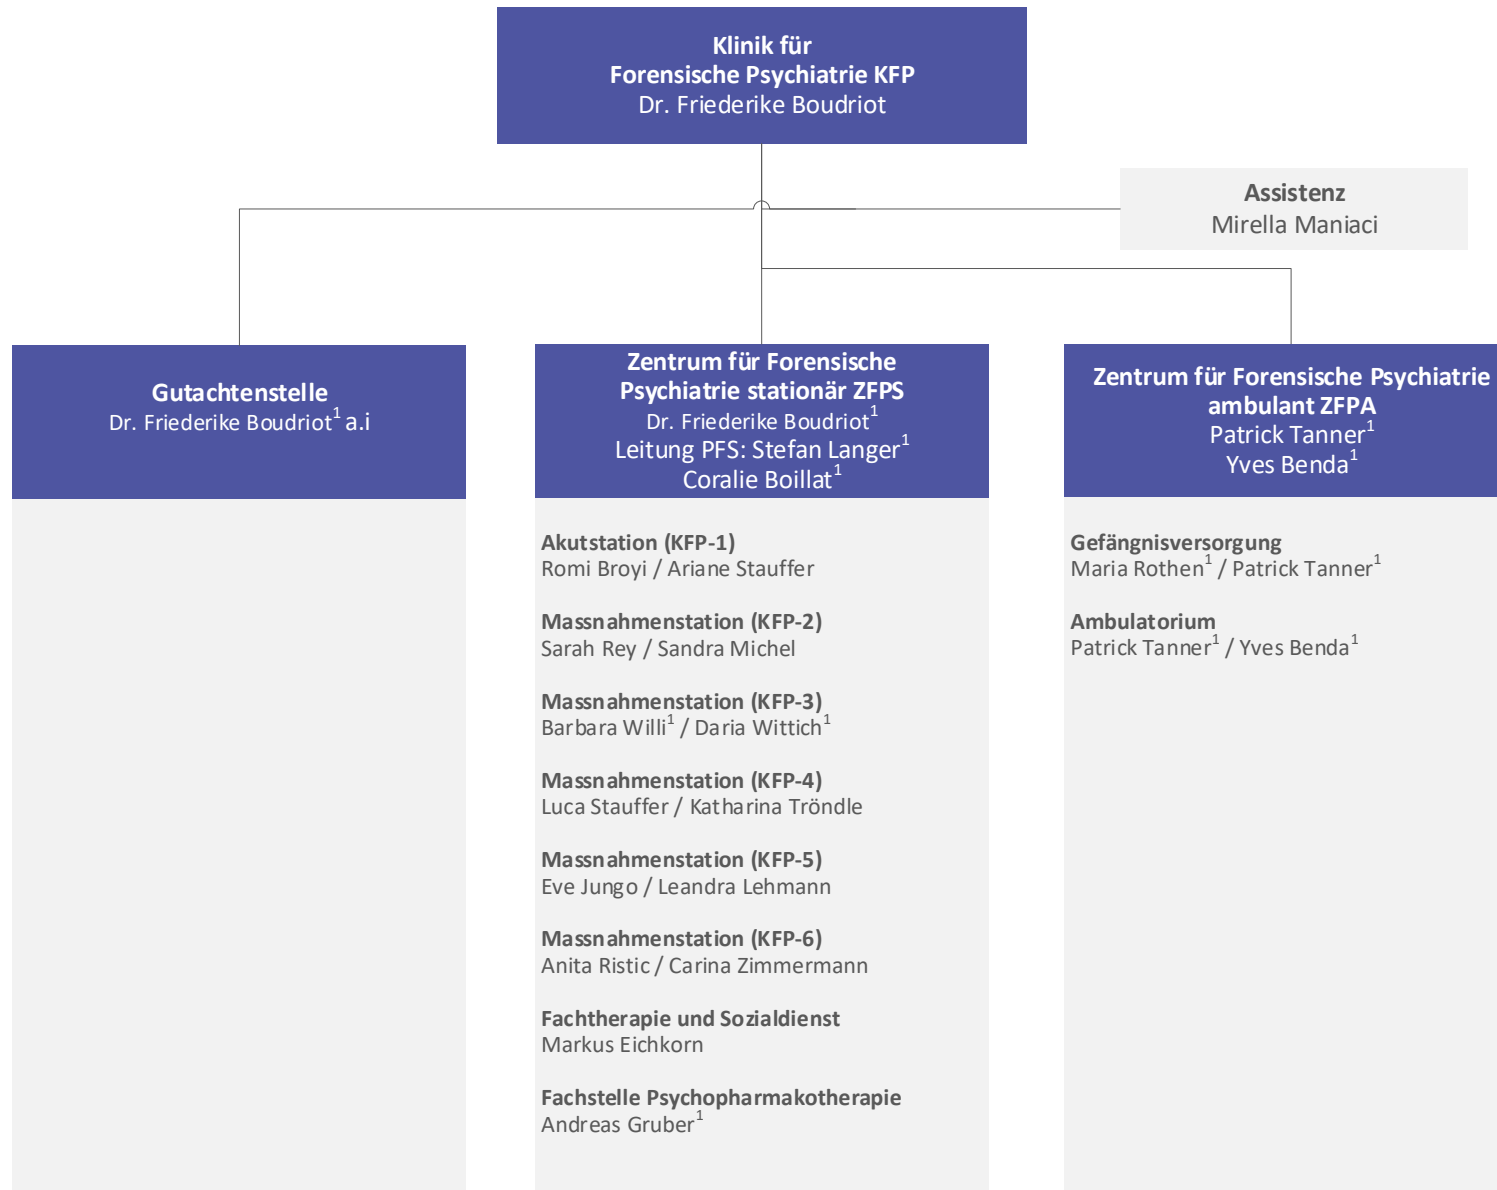 Klinik für
Forensische Psychiatrie KFP
Dr. Friederike Boudriot
Assistenz
Mirella Maniaci
Gutachtenstelle
Dr. Friederike Boudriot¹ a.i
Zentrum für Forensische
Psychiatrie stationär ZFPS
Dr. Friederike Boudriot¹
Leitung PFS: Stefan Langer¹
Coralie Boillat¹
Akutstation (KFP-1)
Romi Broyi / Ariane Stauffer
Massnahmenstation (KFP-2)
Sarah Rey / Sandra Michel
Massnahmenstation (KFP-3)
Barbara Willi¹ / Daria Wittich¹
Massnahmenstation (KFP-4)
Luca Stauffer / Katharina Tröndle
Massnahmenstation (KFP-5)
Eve Jungo / Leandra Lehmann
Massnahmenstation (KFP-6)
Anita Ristic / Carina Zimmermann
Fachtherapie und Sozialdienst
Markus Eichkorn
Fachstelle Psychopharmakotherapie
Andreas Gruber¹
Zentrum für Forensische Psychiatrie
ambulant ZFPA
Patrick Tanner¹
Yves Benda¹
Gefängnisversorgung
Maria Rothen¹ / Patrick Tanner¹
Ambulatorium
Patrick Tanner¹ / Yves Benda¹